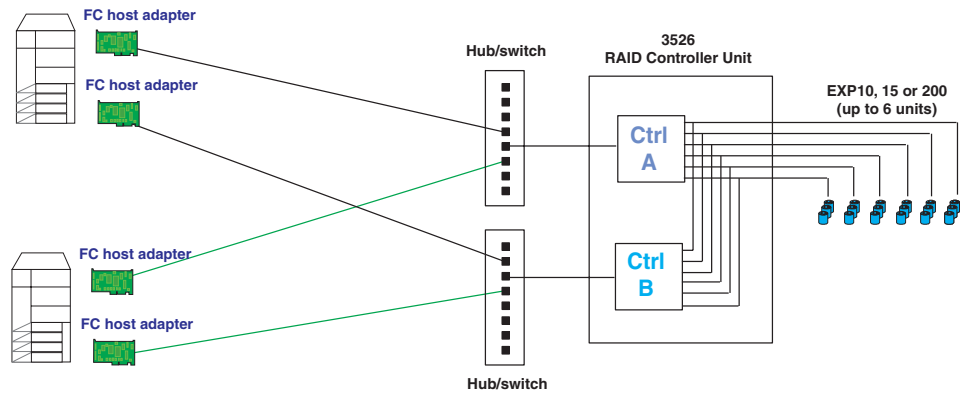 FC host adapter
3526
RAID Controller Unit
Hub/switch
FC host adapter
EXP10, 15 or 200
(up to 6 units)
Ctrl
A
FC host adapter
Ctrl
B
FC host adapter
Hub/switch